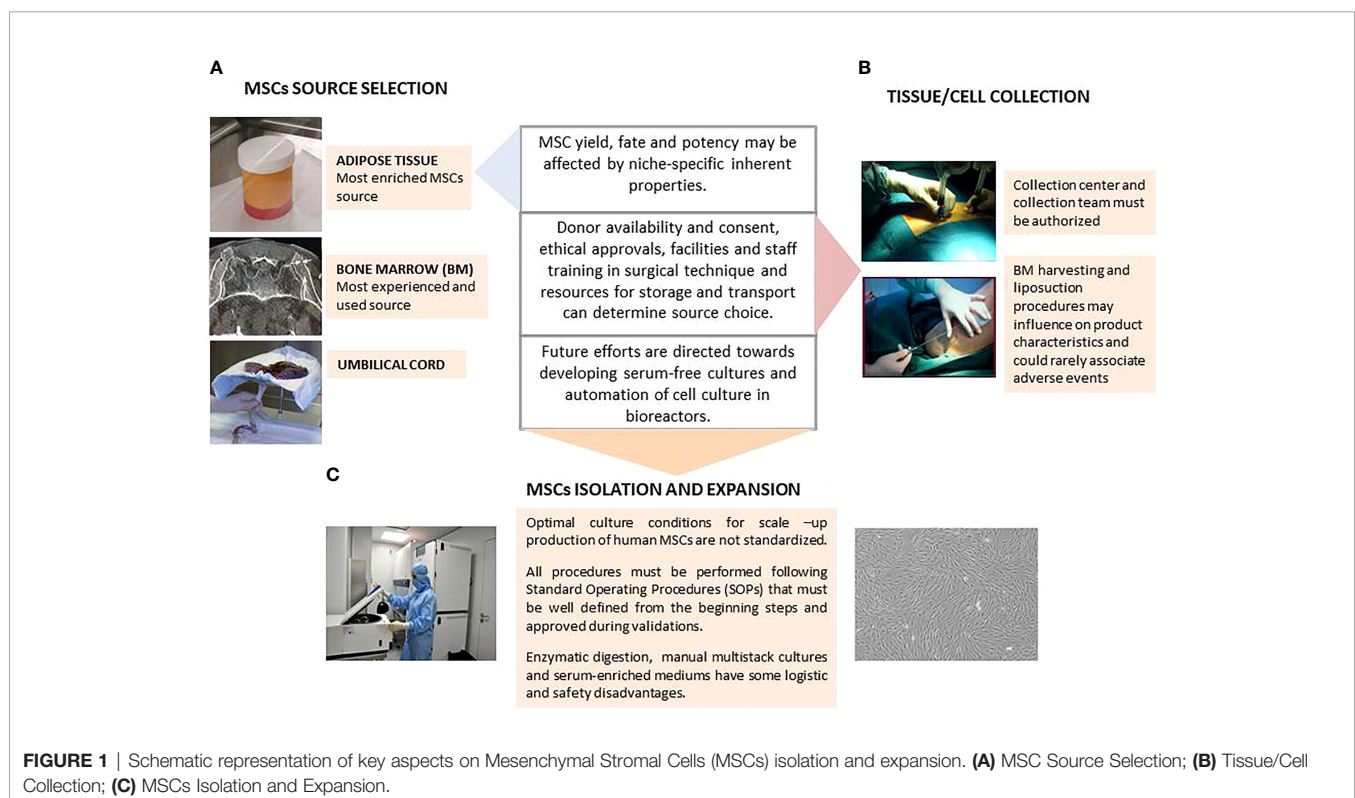 A
MSCs SOURCE SELECTION
ADIPOSE TISSUE
Most enriched MSCs
source
BONE MARROW (BM)
Most experienced and
used source
UMBILICAL CORD
MSC yield, fate and potency may be
affected by niche-specific inherent
properties.
Donor availability and consent,
ethical approvals, facilities and staff
training in surgical technique and
resources for storage and transport
can determine source choice.
Future efforts are directed towards
developing serum-free cultures and
automation of cell culture in
bioreactors.
B
TISSUE/CELL COLLECTION
Collection center and
collection team must
be authorized
BM harvesting and
liposuction
procedures may
influence on product
characteristics and
could rarely associate
adverse events
C
MSCs ISOLATION AND EXPANSION
Optimal culture conditions for scale –up
production of human MSCs are not standardized.
All procedures must be performed following
Standard Operating Procedures (SOPs) that must
be well defined from the beginning steps and
approved during validations.
Enzymatic digestion, manual multistack cultures
and serum-enriched mediums have some logistic
and safety disadvantages.
FIGURE 1 | Schematic representation of key aspects on Mesenchymal Stromal Cells (MSCs) isolation and expansion. (A) MSC Source Selection; (B) Tissue/Cell
Collection; (C) MSCs Isolation and Expansion.